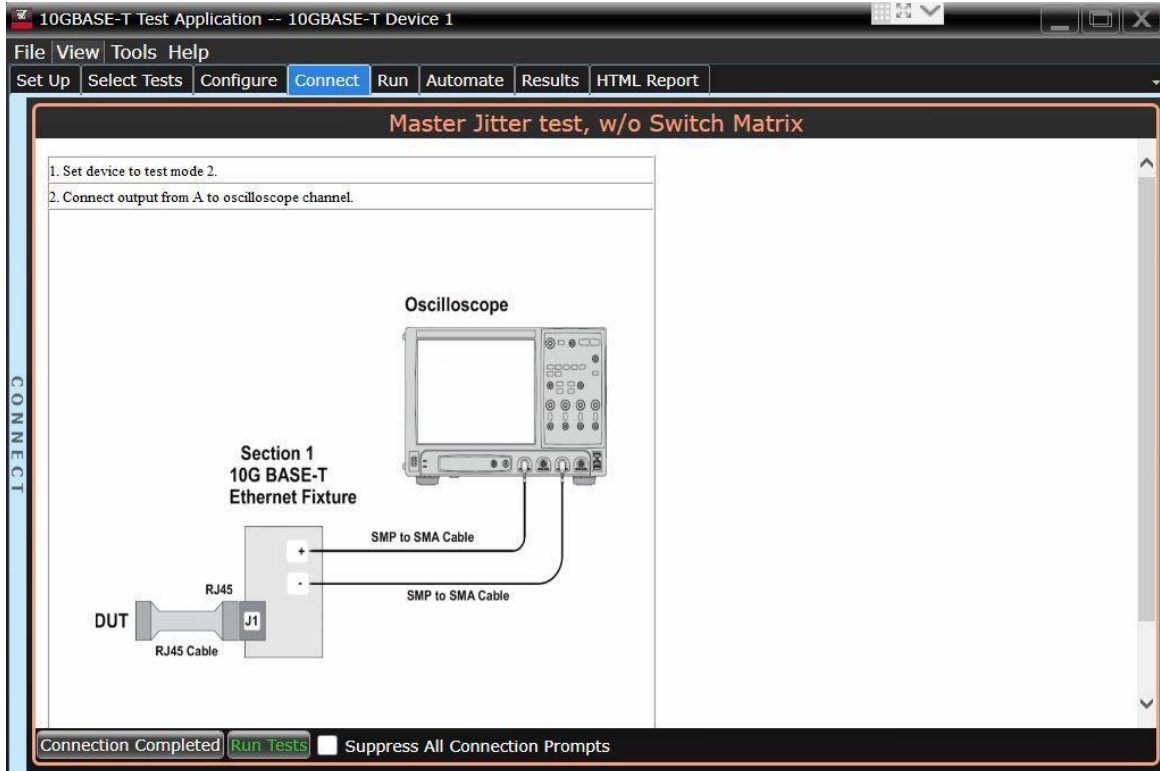 10GBASE-T Test Application -- 10GBASE-T Device 1
File View Tools Help
Set Up Select Tests Configure Connect Run Automate Results HTML Report
Master Jitter test, w/o Switch Matrix
CONNECT
1. Set device to test mode 2.
2. Connect output from A to oscilloscope channel.
Oscilloscope
Section 1
10G BASE-T
Ethernet Fixture
SMP to SMA Cable
+
-
SMP to SMA Cable
RJ45
DUT
J1
RJ45 Cable
Connection Completed Run Tests Suppress All Connection Prompts